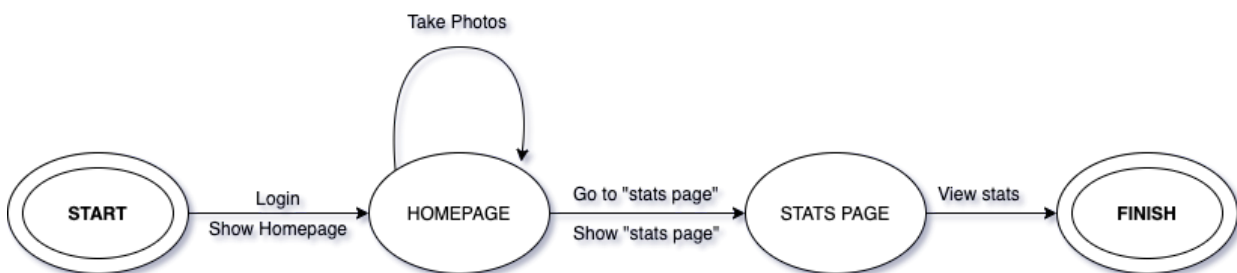 Take Photos
START
Login
Show Homepage
HOMEPAGE
Go to "stats page"
Show "stats page"
STATS PAGE
View stats
FINISH